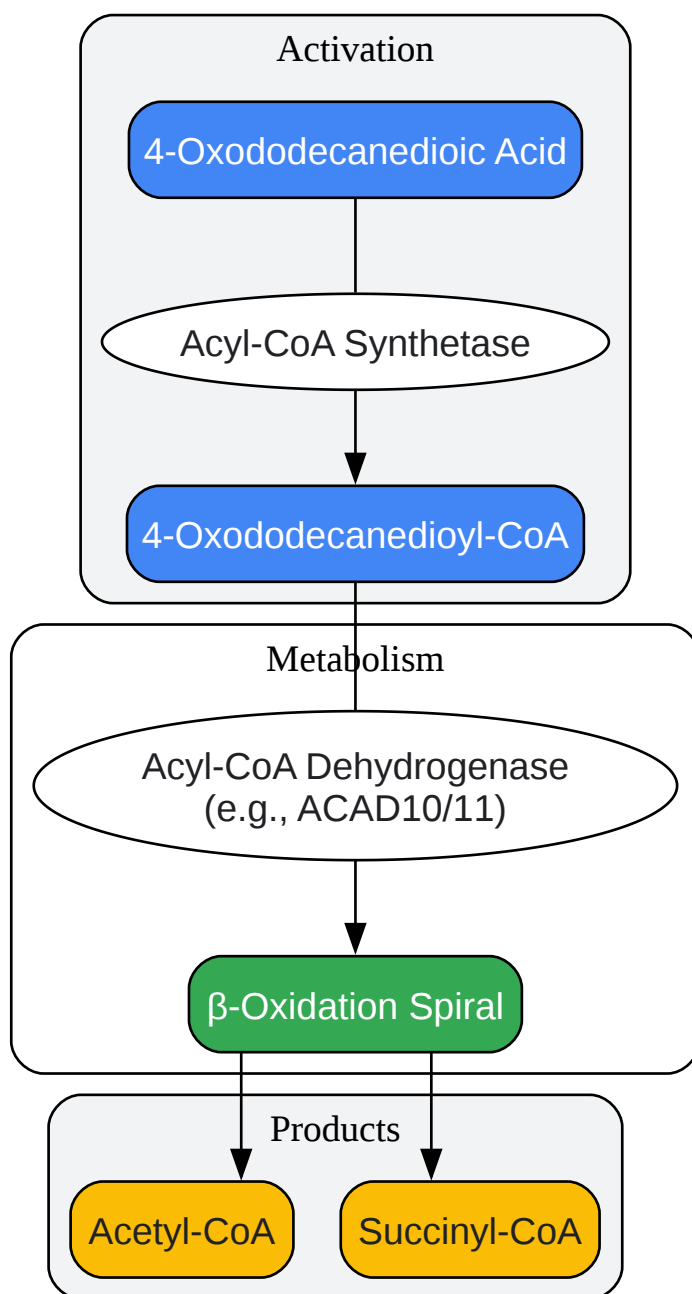 Activation
4-Oxododecanedioic Acid
Acyl-CoA Synthetase
4-Oxododecanedioyl-CoA
Metabolism
Acyl-CoA Dehydrogenase
(e.g., ACAD10/11)
β-Oxidation Spiral
Products
Acetyl-CoA
Succinyl-CoA